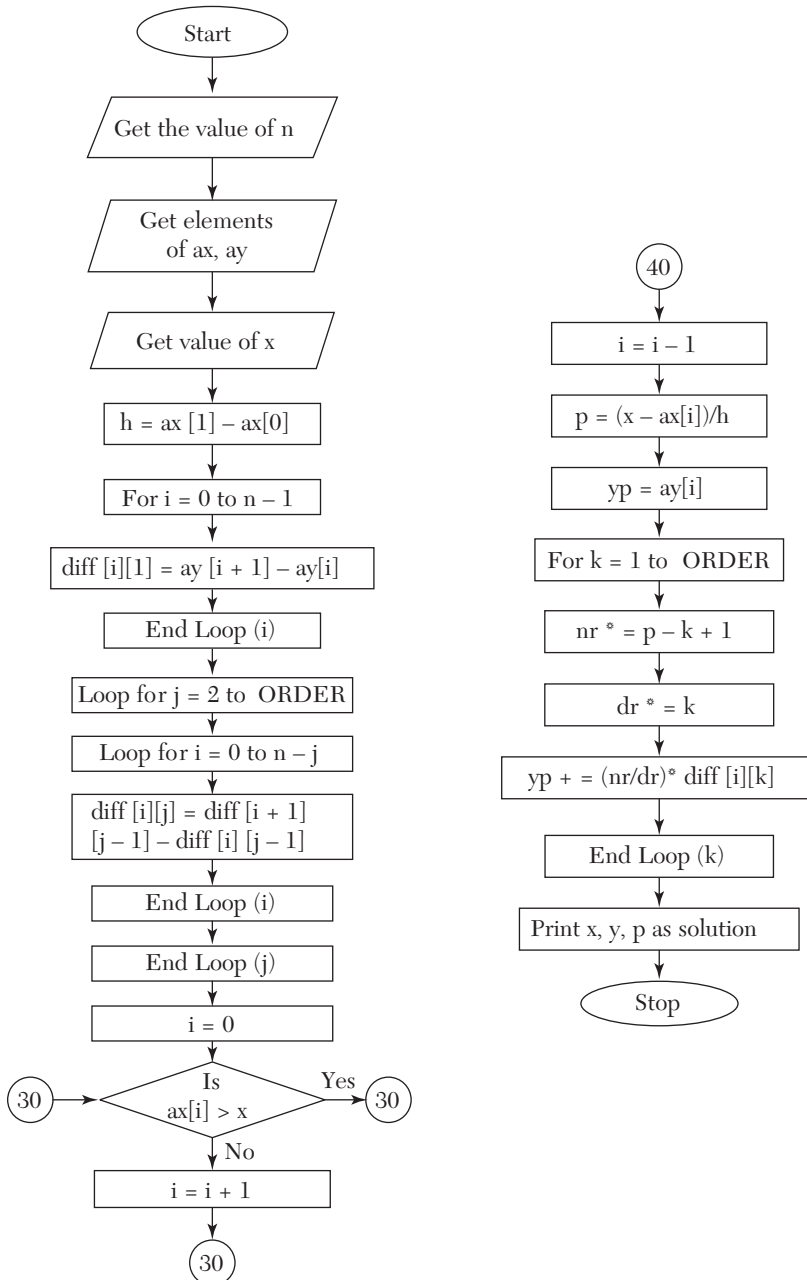 Start
Get the value of n
Get elements
of ax, ay
Get value of x
h = ax [1] – ax[0]
For i = 0 to n – 1
diff [i][1] = ay [i + 1] – ay[i]
End Loop (i)
Loop for j = 2 to ORDER
Loop for i = 0 to n – j
diff [i][j] = diff [i + 1]
[j – 1] – diff [i] [j – 1]
End Loop (i)
End Loop (j)
i = 0
30
Is
ax[i] > x
Yes
30
No
i = i + 1
30
40
i = i – 1
p = (x – ax[i])/h
yp = ay[i]
For k = 1 to ORDER
nr * = p – k + 1
dr * = k
yp + = (nr/dr)* diff [i][k]
End Loop (k)
Print x, y, p as solution
Stop